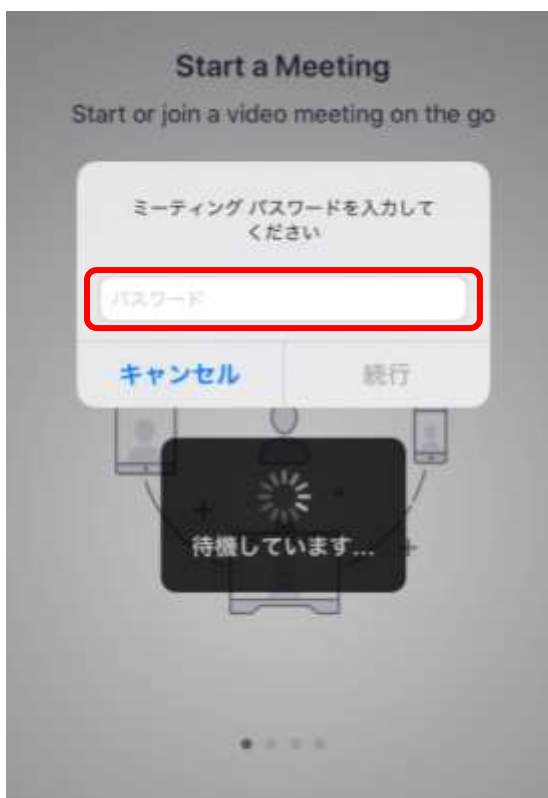 Start a Meeting
Start or join a video meeting on the go
ミーティング パスワードを入力して
ください
パスワード
キャンセル
続行
待機しています...